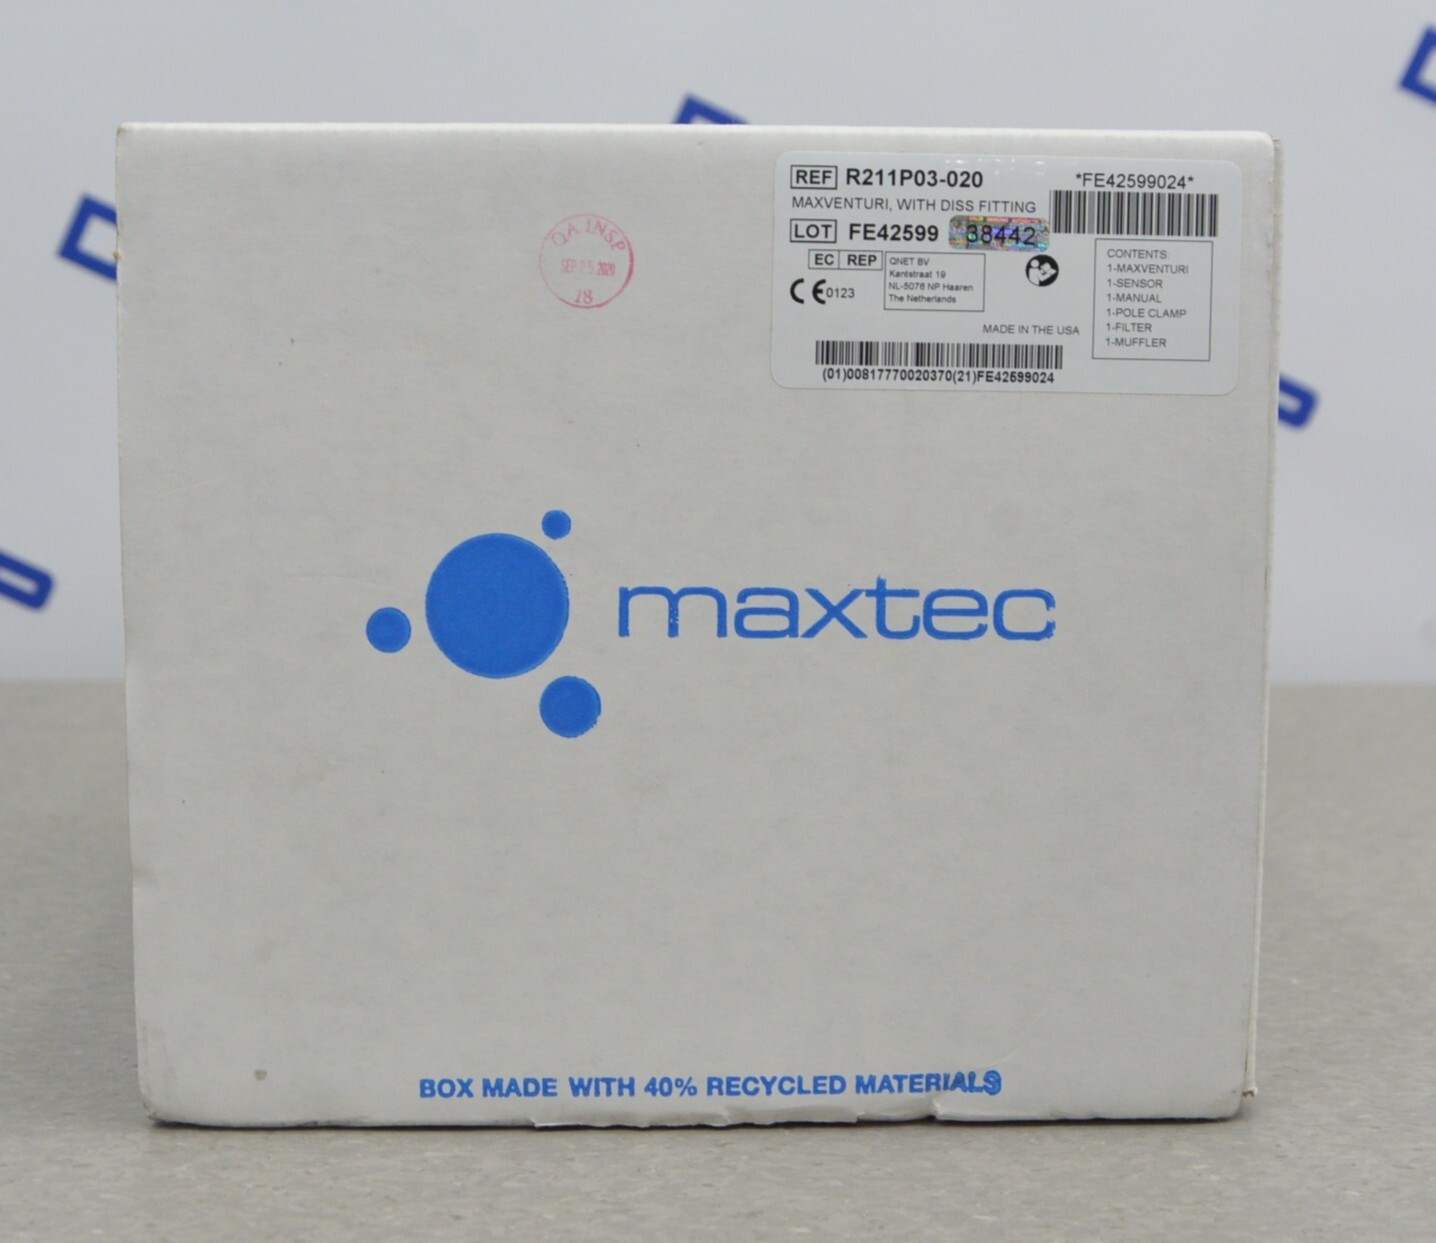 REF R211P03-020
*FE42599024*
MAXVENTURI, WITH DISS FITTING
LOT FE42599 38442
EC REP
QNET BV
Kantstraat 19
NL-5076 NP Haaren
The Netherlands
CE0123
CONTENTS:
1-MAXVENTURI
1-SENSOR
1-MANUAL
1-POLE CLAMP
1-FILTER
1-MUFFLER
MADE IN THE USA
(01)00817770020370(21)FE42599024
QA INSP
SEP 2020
18
maxtec
BOX MADE WITH 40% RECYCLED MATERIALS